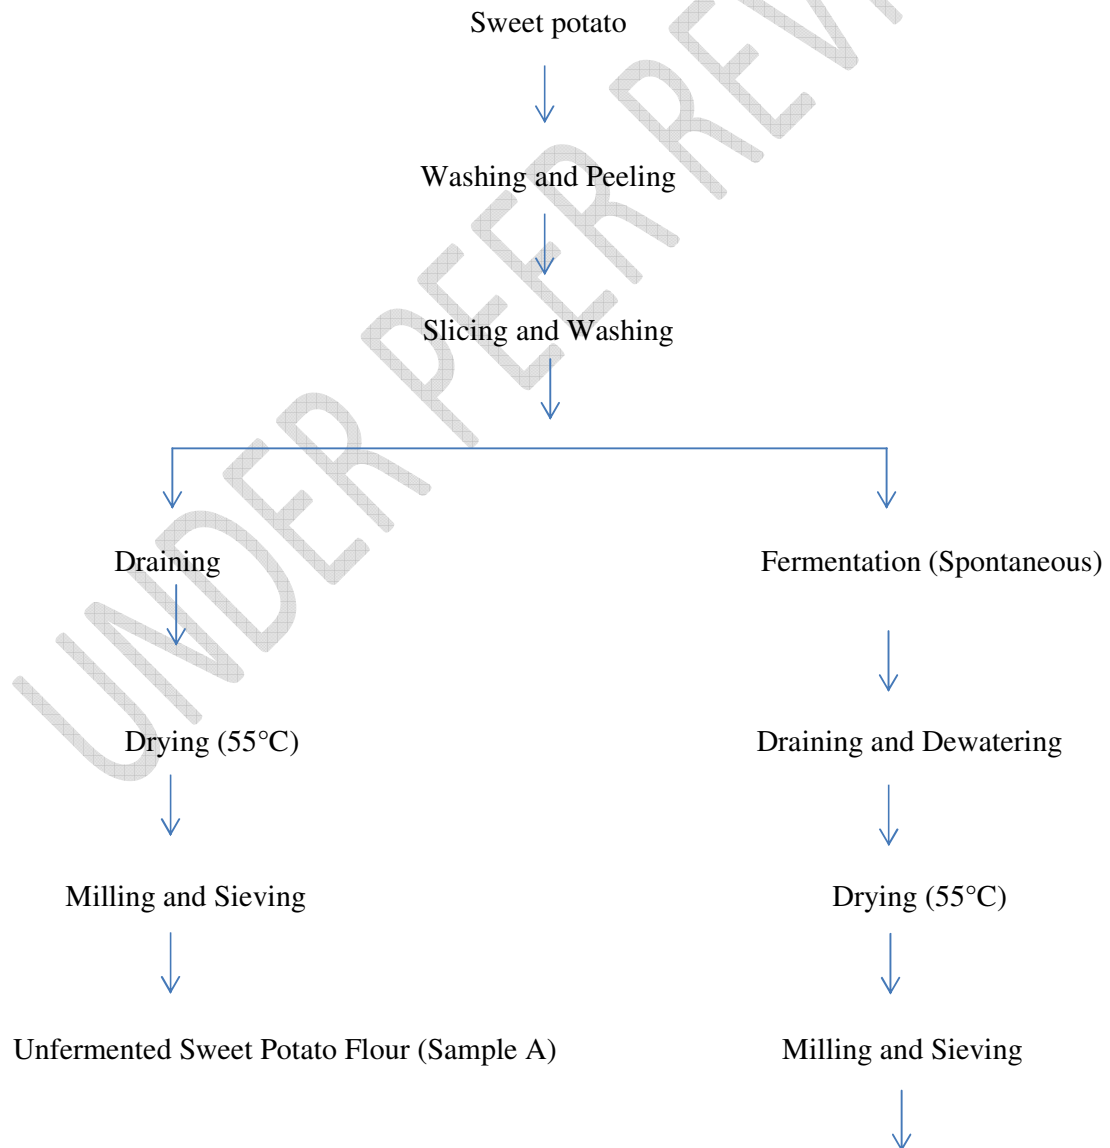 Sweet potato
Washing and Peeling
Slicing and Washing
Draining
Fermentation (Spontaneous)
Drying (55°C)
Draining and Dewatering
Milling and Sieving
Drying (55°C)
Unfermented Sweet Potato Flour (Sample A)
Milling and Sieving
UNDER PEER REV